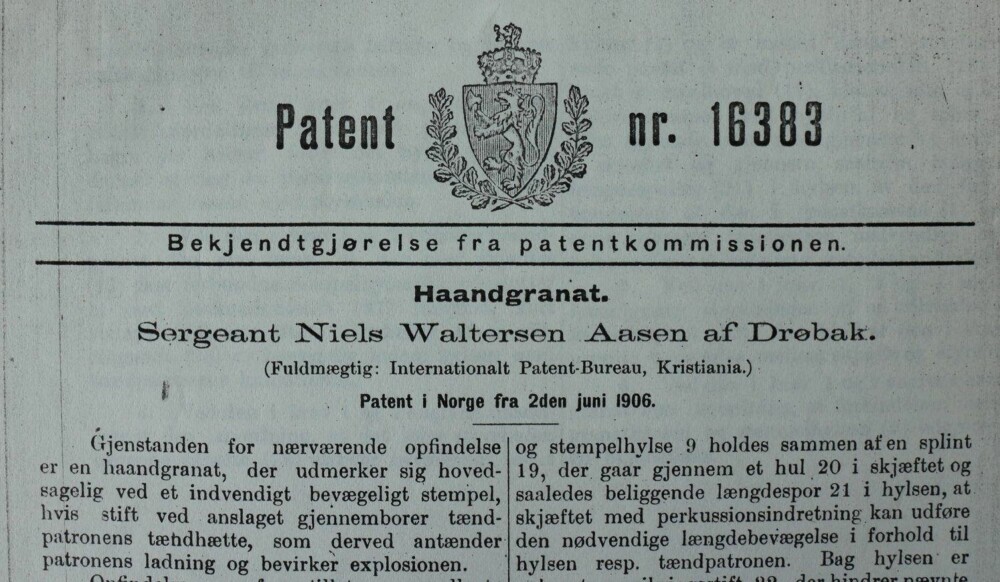 Patent nr. 16383
Bekjendtgjørelse fra patentkommissionen.
Haandgranat.
Sergeant Niels Waltersen Aasen af Drøbak.
(Fuldmægtig: Internationalt Patent-Bureau, Kristiania.)
Patent i Norge fra 2den juni 1906.
Gjenstanden for nærværende opfindelse
er en haandgranat, der udmerker sig hoved-
sagelig ved et indvendigt bevægeligt stempel,
hvis stift ved anslaget gjennemborer tænd-
patronens tændhætte, som derved antænder
patronens ladning og bevirker explosionen.
og stempelhylse 9 holdes sammen af en splint
19, der gaar gjennem et hul 20 i skjæftet og
saaledes beliggende længdespor 21 i hylsen, at
skjæftet med perkussionsindretning kan udføre
den nødvendige længdebevægelse i forhold til
hylsen resp. tændpatronen. Bag hylsen er